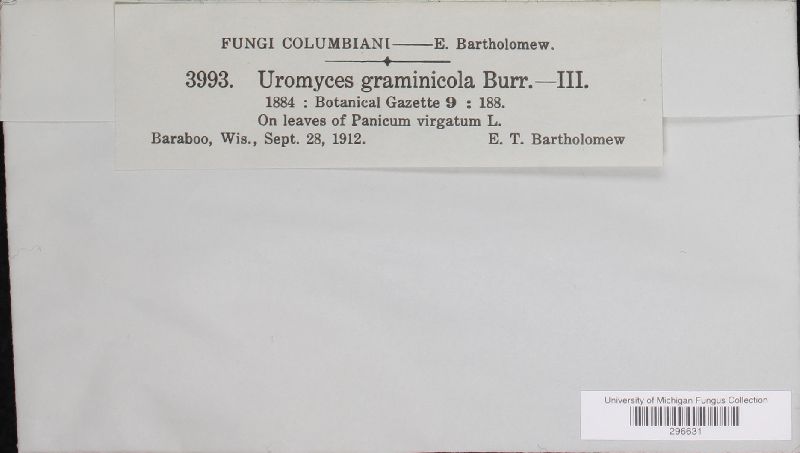 FUNGI COLUMBIANI——E. Bartholomew.
3993. Uromyces graminicola Burr.—III.
1884 : Botanical Gazette 9 : 188.
On leaves of Panicum virgatum L.
Baraboo, Wis., Sept. 28, 1912. E. T. Bartholomew
University of Michigan Fungus Collection
296631